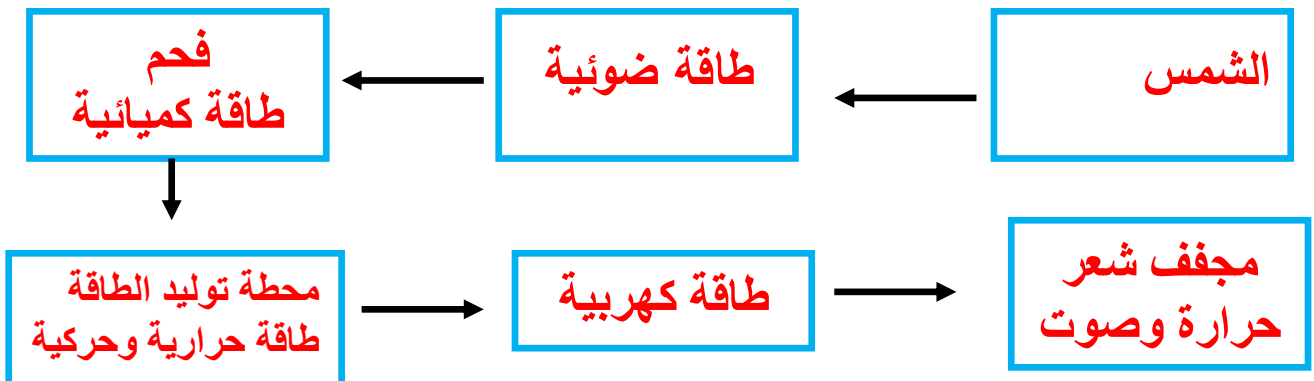 الشمس
طاقة ضوئية
فحم
طاقة كميائية
محطة توليد الطاقة
طاقة حرارية وحركية
طاقة كهربية
مجفف شعر
حرارة وصوت